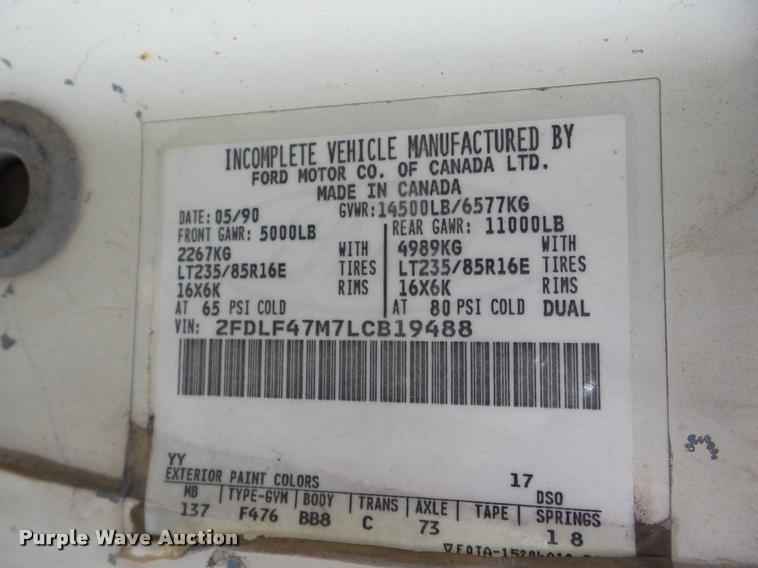 INCOMPLETE VEHICLE MANUFACTURED BY
FORD MOTOR CO. OF CANADA LTD.
MADE IN CANADA
DATE: 05/90 GVWR: 14500LB/6577KG
FRONT GAWR: 5000LB REAR GAWR: 11000LB
2267KG WITH 4989KG WITH
LT235/85R16E TIRES LT235/85R16E TIRES
16X6K RIMS 16X6K RIMS
AT 65 PSI COLD AT 80 PSI COLD DUAL
VIN: 2FDLF47M7LCB19488
YY
EXTERIOR PAINT COLORS 17 DSO
WB TYPE-GVM BODY TRANS AXLE TAPE SPRINGS
137 F476 BB8 C 73 1 8
Purple Wave Auction